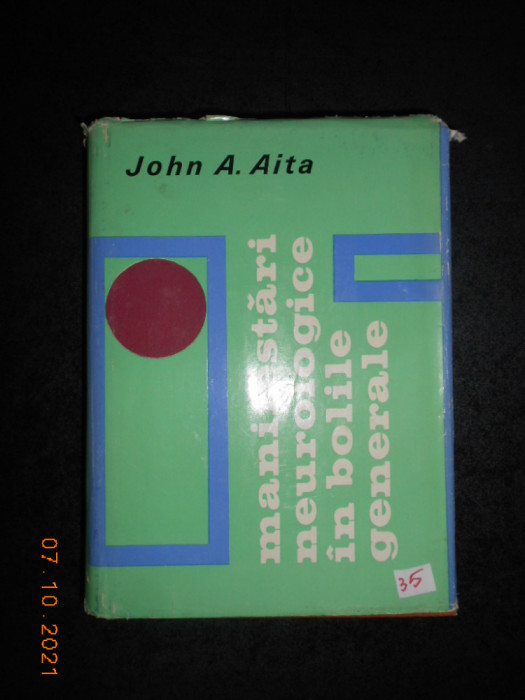 John A. Aita
manifestări
neurologice
în bolile
generale
35
07.10.2021